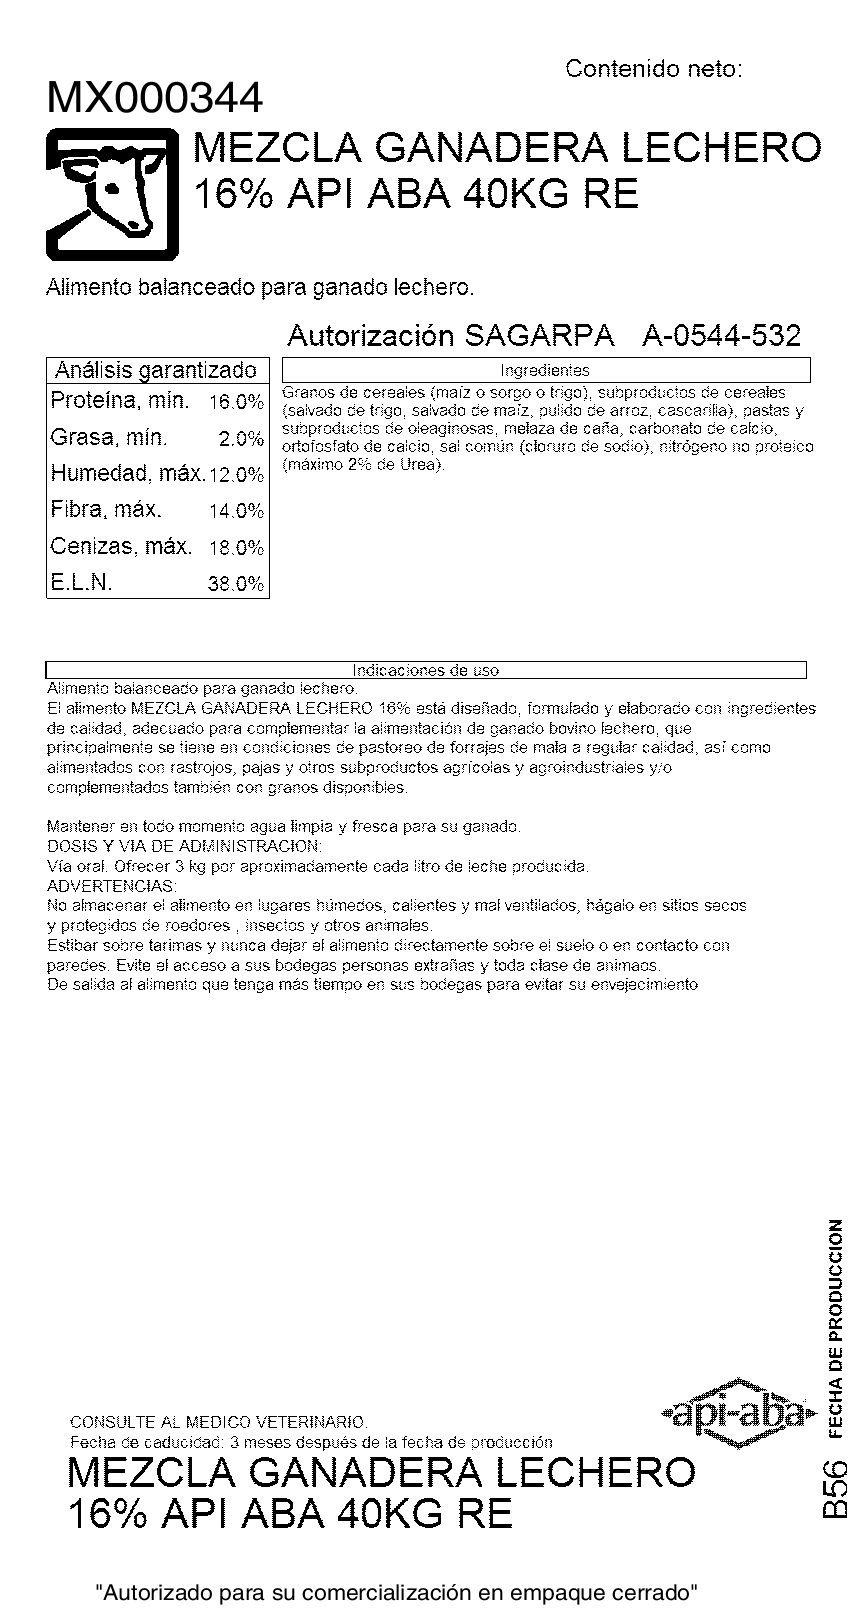 Contenido neto:
MX000344
MEZCLA GANADERA LECHERO
16% API ABA 40KG RE
Alimento balanceado para ganado lechero.
Autorización SAGARPA A-0544-532
Análisis garantizado
Proteína, mín. 16.0%
Grasa, mín. 2.0%
Humedad, máx. 12.0%
Fibra, máx. 14.0%
Cenizas, máx. 18.0%
E.L.N. 38.0%
Ingredientes
Granos de cereales (maíz o sorgo o trigo), subproductos de cereales
(salvado de trigo, salvado de maíz, pulido de arroz, cascarilla), pastas y
subproductos de oleaginosas, melaza de caña, carbonato de calcio,
ortofosfato de calcio, sal común (cloruro de sodio), nitrógeno no proteico
(máximo 2% de Urea).
Indicaciones de uso
Alimento balanceado para ganado lechero.
El alimento MEZCLA GANADERA LECHERO 16% está diseñado, formulado y elaborado con ingredientes
de calidad, adecuado para complementar la alimentación de ganado bovino lechero, que
principalmente se tiene en condiciones de pastoreo de forrajes de mala a regular calidad, así como
alimentados con rastrojos, pajas y otros subproductos agrícolas y agroindustriales y/o
complementados también con granos disponibles.
Mantener en todo momento agua limpia y fresca para su ganado.
DOSIS Y VIA DE ADMINISTRACION:
Vía oral. Ofrecer 3 kg por aproximadamente cada litro de leche producida.
ADVERTENCIAS:
No almacenar el alimento en lugares húmedos, calientes y mal ventilados, hágalo en sitios secos
y protegidos de roedores , insectos y otros animales.
Estibar sobre tarimas y nunca dejar el alimento directamente sobre el suelo o en contacto con
paredes. Evite el acceso a sus bodegas personas extrañas y toda clase de animaos.
De salida al alimento que tenga más tiempo en sus bodegas para evitar su envejecimiento
FECHA DE PRODUCCION
B56
api-aba
CONSULTE AL MEDICO VETERINARIO.
Fecha de caducidad: 3 meses después de la fecha de producción
MEZCLA GANADERA LECHERO
16% API ABA 40KG RE
"Autorizado para su comercialización en empaque cerrado"